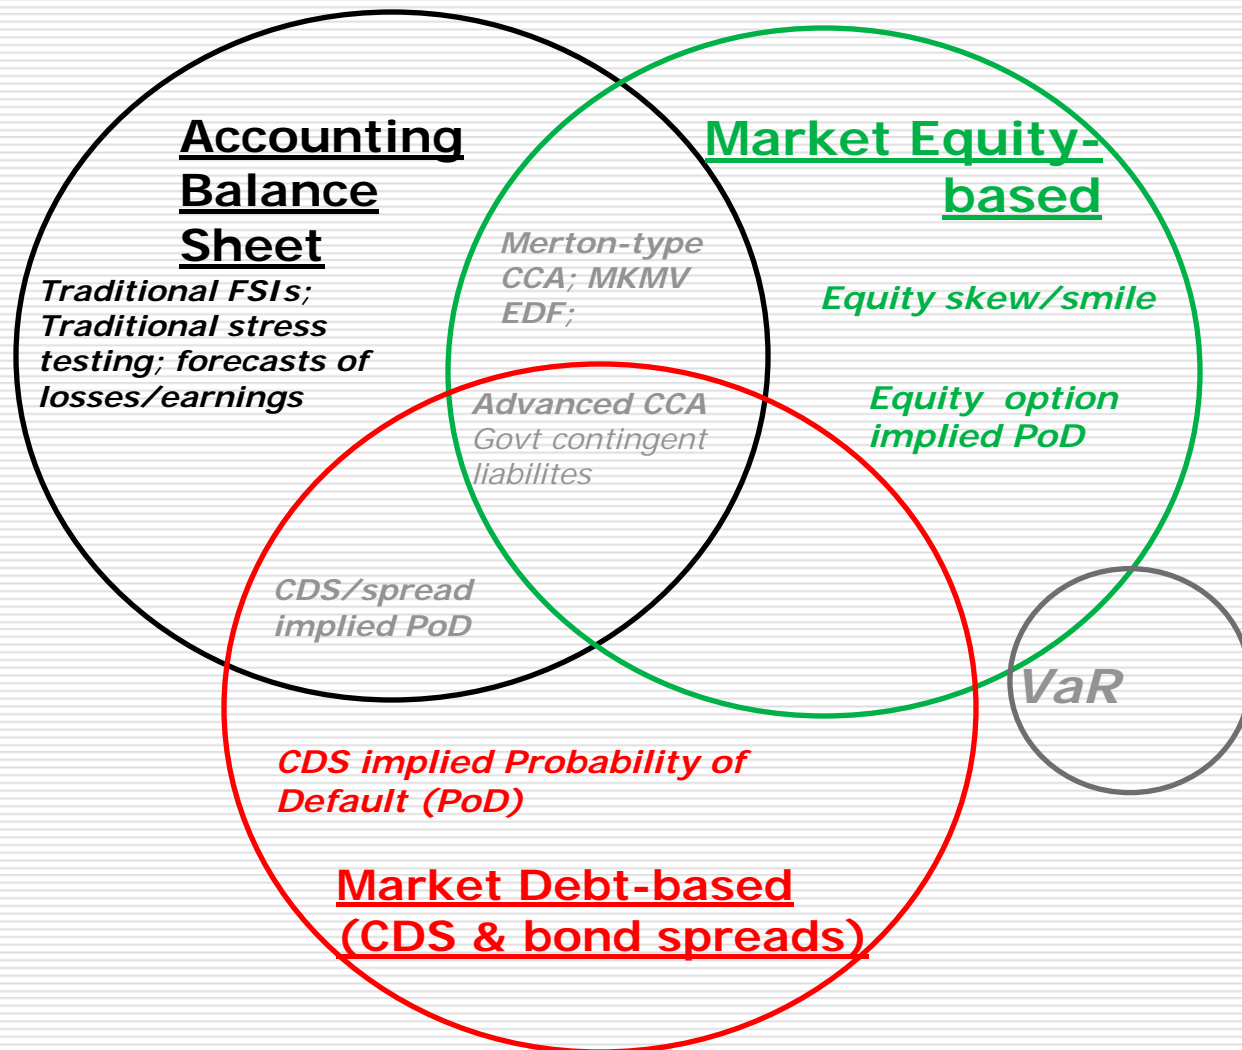 Accounting
Balance
Sheet
Traditional FSIs;
Traditional stress
testing; forecasts of
losses/earnings
Market Equity-
based
Merton-type
CCA; MKMV
EDF;
Equity skew/smile
Equity option
implied PoD
Advanced CCA
Govt contingent
liabilites
CDS/spread
implied PoD
VaR
CDS implied Probability of
Default (PoD)
Market Debt-based
(CDS & bond spreads)